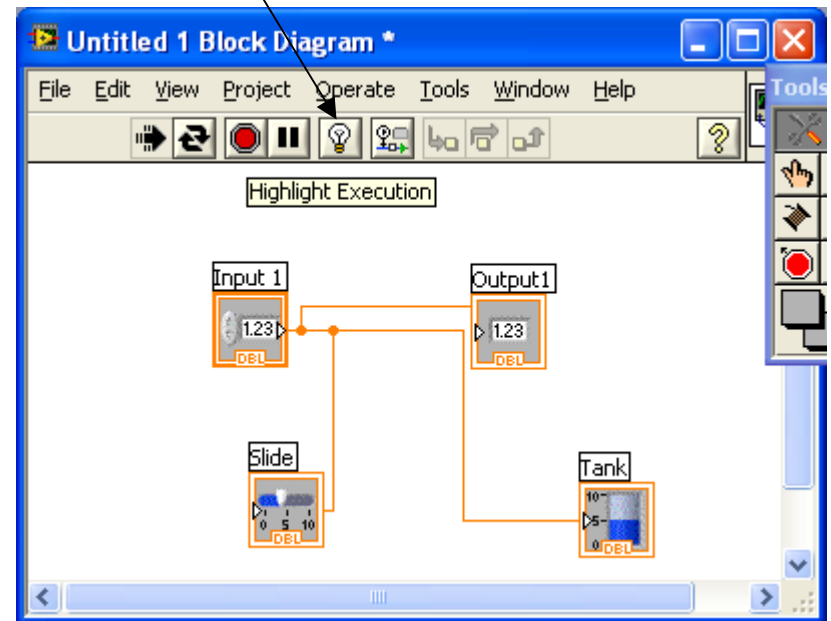 Untitled 1 Block Diagram *
File Edit View Project Operate Tools Window Help
Tools
Highlight Execution
Input 1
1.23
DBL
Output1
1.23
DBL
Slide
0 5 10
DBL
Tank
10
5
0
DBL